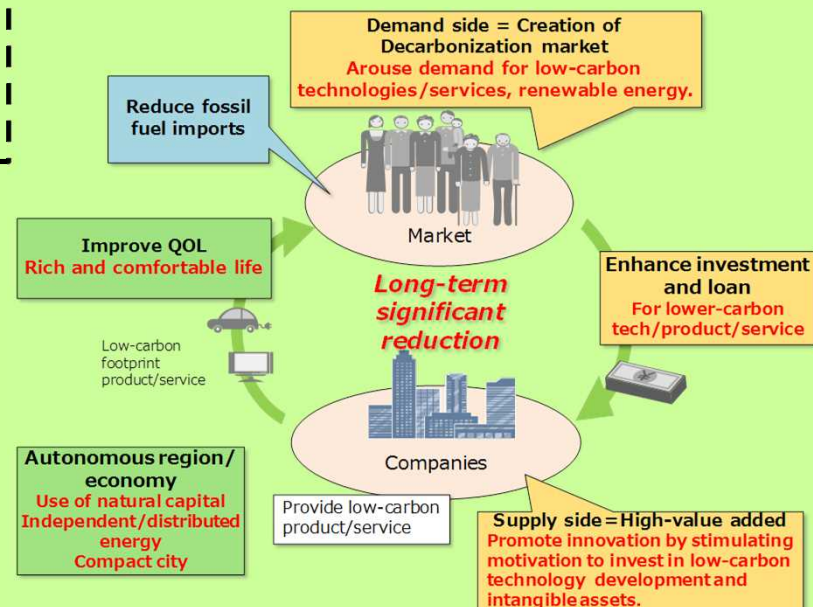 Demand side = Creation of
Decarbonization market
Arouse demand for low-carbon
technologies/services, renewable energy.
Reduce fossil
fuel imports
Market
Improve QOL
Rich and comfortable life
Long-term
significant
reduction
Enhance investment
and loan
For lower-carbon
tech/product/service
Low-carbon
footprint
product/service
¥
Companies
Autonomous region/
economy
Use of natural capital
Independent/distributed
energy
Compact city
Provide low-carbon
product/service
Supply side=High-value added
Promote innovation by stimulating
motivation to invest in low-carbon
technology development and
intangible assets.